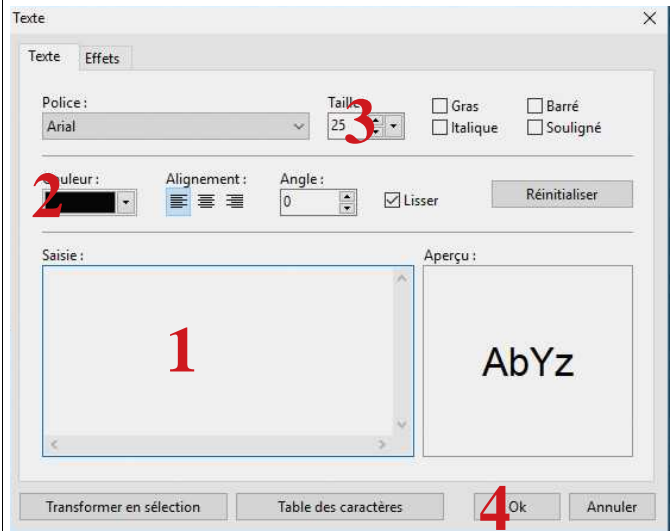 Texte
Texte Effets
Police : Taille
Arial 25 3 Gras Barré
Italique Souligné
2 Couleur : Alignement : Angle :
0 Lisser Réinitialiser
Saisie : Aperçu :
1
AbYz
Transformer en sélection Table des caractères 4 Ok Annuler